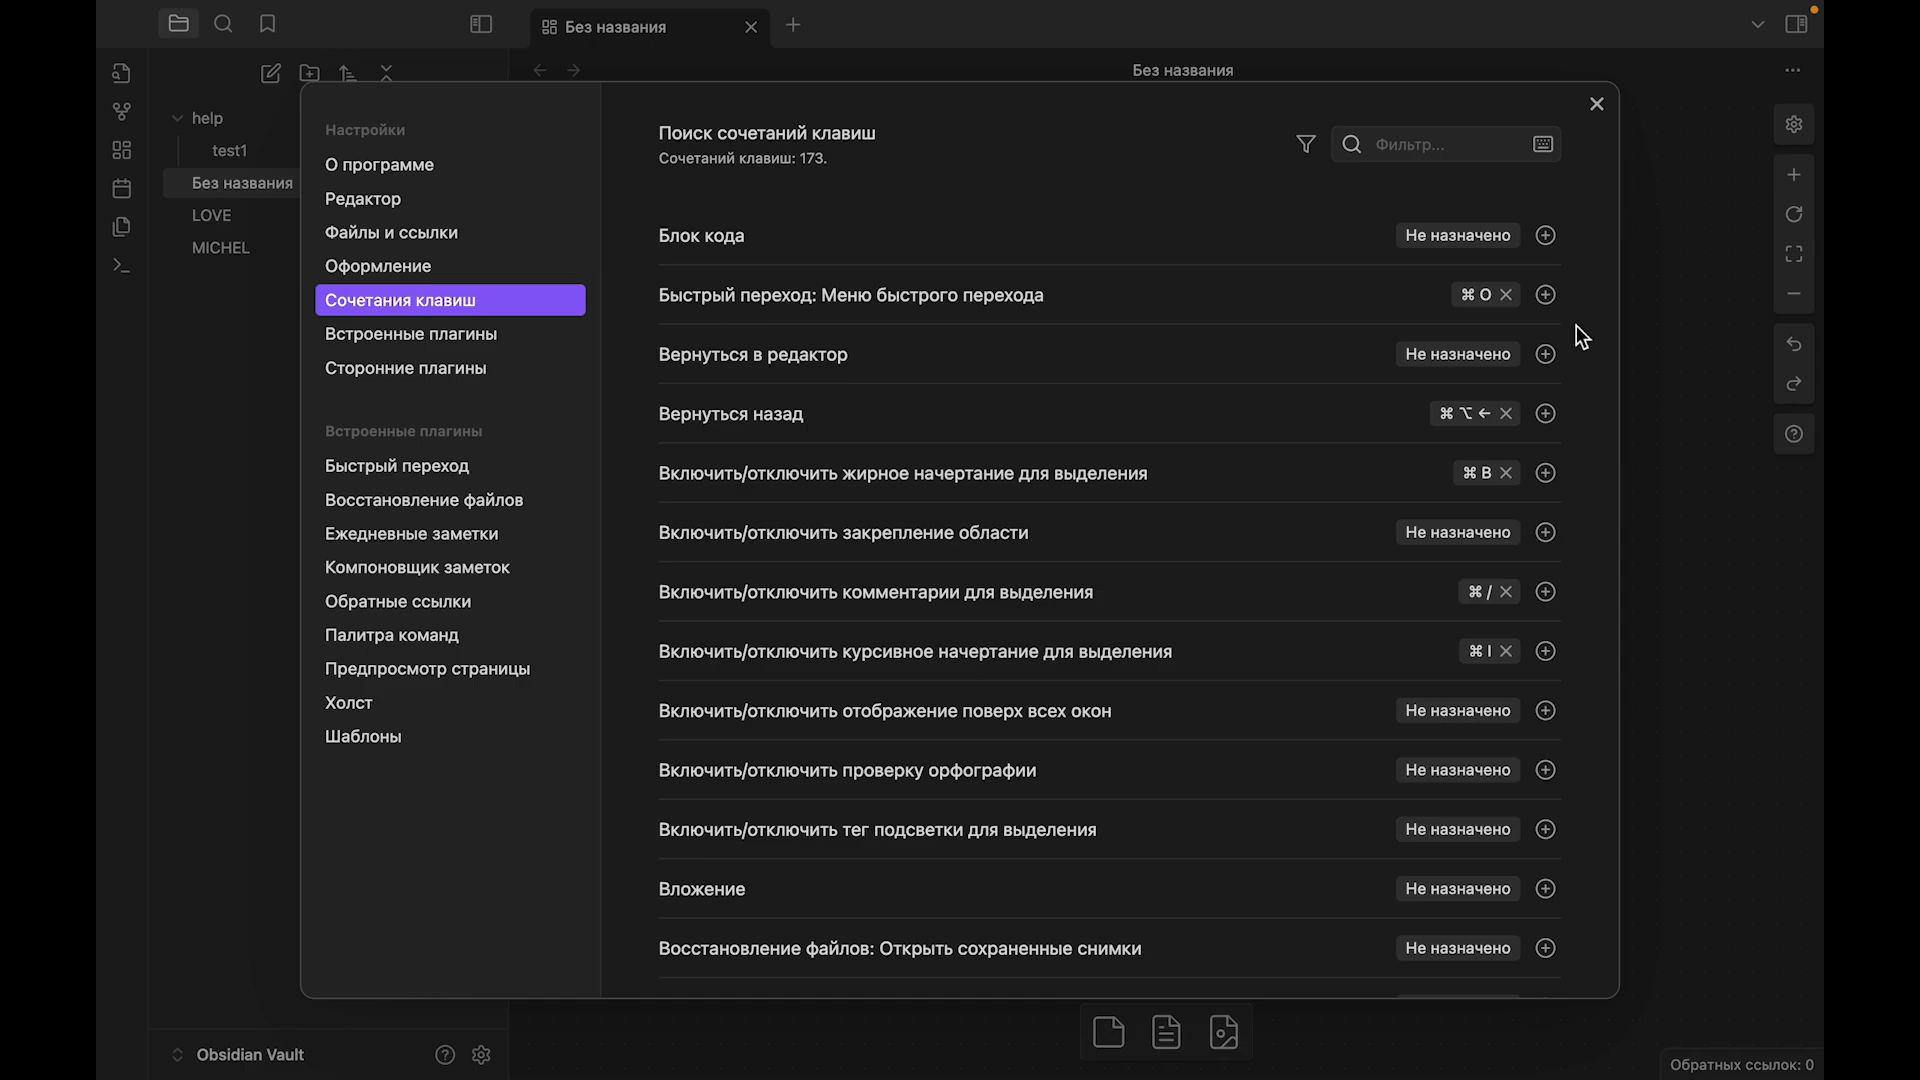 Без названия
Без названия
help
test1
Без названия
LOVE
MICHEL
Obsidian Vault
Настройки
О программе
Редактор
Файлы и ссылки
Оформление
Сочетания клавиш
Встроенные плагины
Сторонние плагины
Встроенные плагины
Быстрый переход
Восстановление файлов
Ежедневные заметки
Компоновщик заметок
Обратные ссылки
Палитра команд
Предпросмотр страницы
Холст
Шаблоны
Поиск сочетаний клавиш
Сочетаний клавиш: 173.
Фильтр...
Блок кода Не назначено
Быстрый переход: Меню быстрого перехода ⌘ O
Вернуться в редактор Не назначено
Вернуться назад ⌘ ⌥ ←
Включить/отключить жирное начертание для выделения ⌘ B
Включить/отключить закрепление области Не назначено
Включить/отключить комментарии для выделения ⌘ /
Включить/отключить курсивное начертание для выделения ⌘ I
Включить/отключить отображение поверх всех окон Не назначено
Включить/отключить проверку орфографии Не назначено
Включить/отключить тег подсветки для выделения Не назначено
Вложение Не назначено
Восстановление файлов: Открыть сохраненные снимки Не назначено
Обратных ссылок: 0